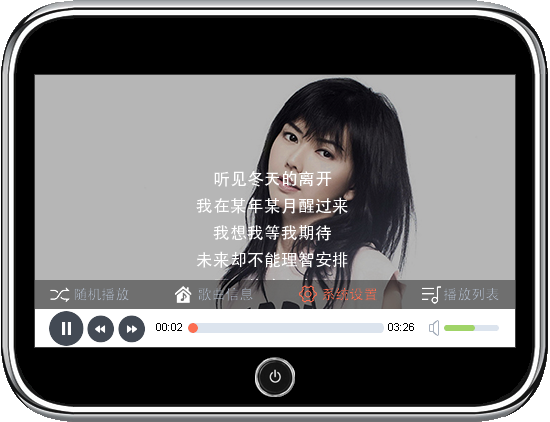 听见冬天的离开
我在某年某月醒过来
我想我等我期待
未来却不能理智安排
随机播放 歌曲信息 系统设置 播放列表
00:02 03:26